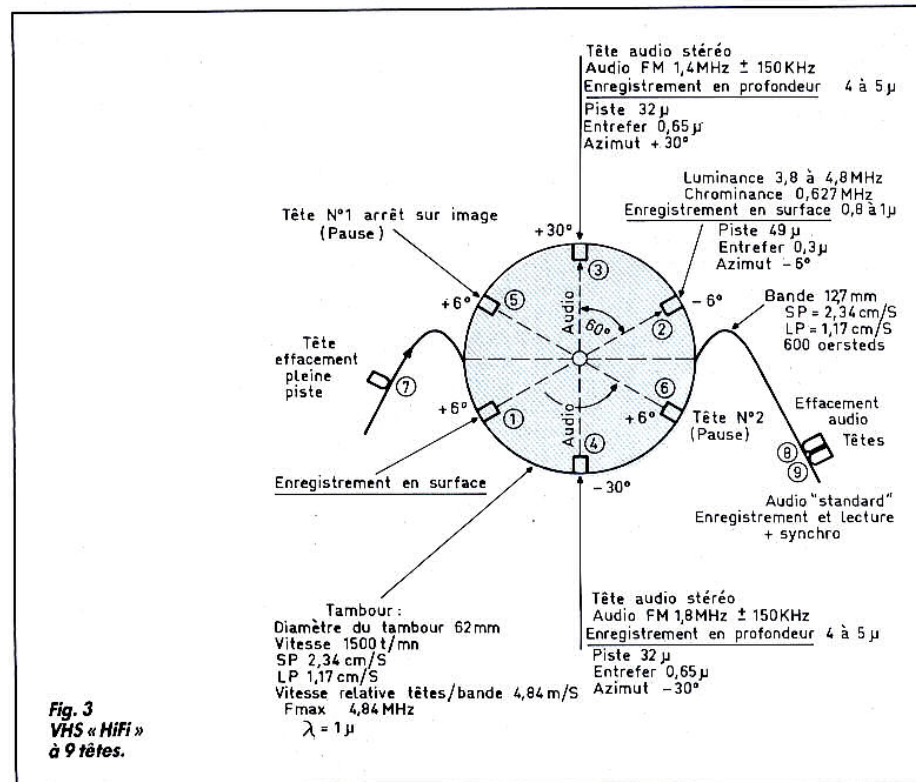 Tête audio stéréo
Audio FM 1,4MHz ± 150KHz
Enregistrement en profondeur 4 à 5µ
Piste 32µ
Entrefer 0,65µ
Azimut +30°
Luminance 3,8 à 4,8MHz
Chrominance 0,627MHz
Enregistrement en surface 0,8 à 1µ
Piste 49µ
Entrefer 0,3µ
Azimut -6°
Tête N°1 arrêt sur image
(Pause)
+30°
3
+6°
5
Audio
60°
2
-6°
Bande 12,7mm
SP = 2,34 cm/S
LP = 1,17 cm/S
600 oersteds
Tête
effacement
pleine
piste
7
+6°
1
Audio
4
6
+6°
Tête N°2
(Pause)
Effacement
audio
Têtes
8
9
Enregistrement en surface
-30°
Audio "standard"
Enregistrement et lecture
+ synchro
Tambour :
Diamètre du tambour 62mm
Vitesse 1500t/mn
SP 2,34 cm/S
LP 1,17 cm/S
Vitesse relative têtes/bande 4,84m/S
Fmax 4,84MHz
λ = 1µ
Tête audio stéréo
Audio FM 1,8MHz ± 150KHz
Enregistrement en profondeur 4 à 5µ
Piste 32µ
Entrefer 0,65µ
Azimut -30°
Fig. 3
VHS « HiFi »
à 9 têtes.